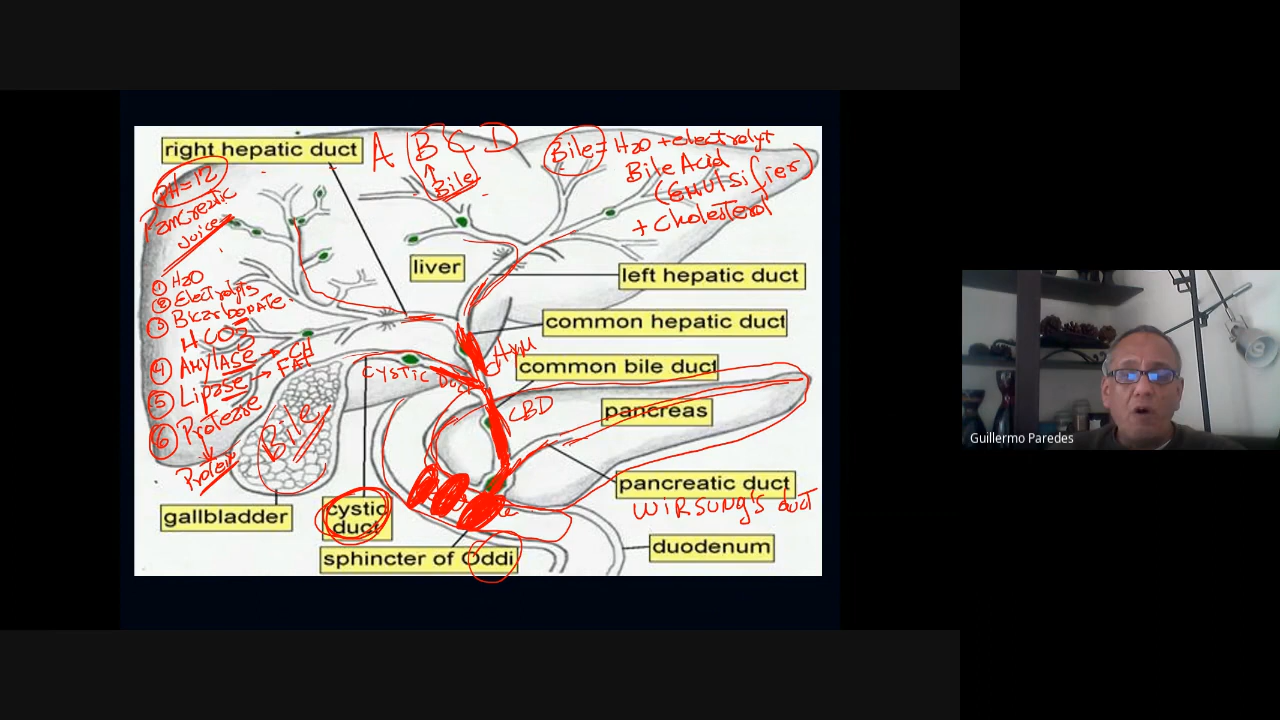 right hepatic duct
A B C D
Bile
Bile = H2O + electrolyt
Bile Acid
(EMulsifier)
+ cholesterol
PH=12
Pancreatic
Juice
① H2O
② Electrolyts
③ Bicarbonate
HCO3
④ AMylAse → CH
⑤ Lipase → FAT
⑥ Protease
Protein
liver
left hepatic duct
common hepatic duct
common bile duct
CYSTIC Duct
CBD
pancreas
Bile
pancreatic duct
WiRSUNg's duct
gallbladder
cystic
duct
sphincter of Oddi
duodenum
Guillermo Paredes